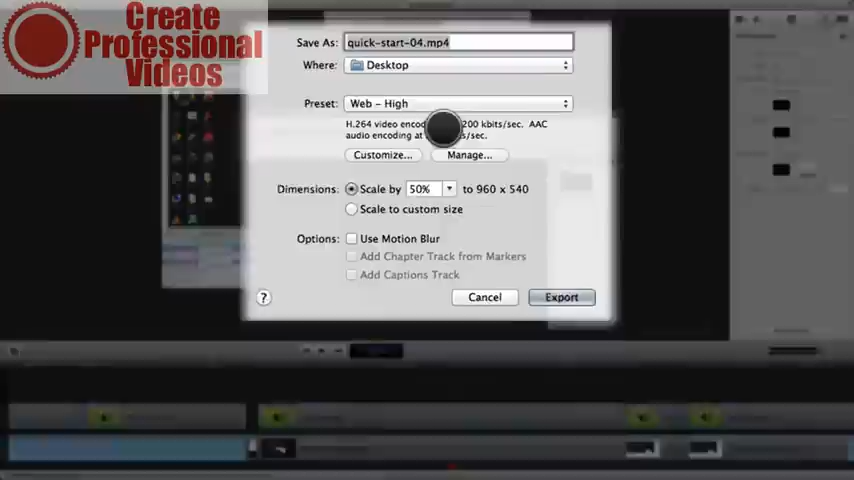 Create
Professional
Videos
Save As: quick-start-04.mp4
Where: Desktop
Preset: Web - High
H.264 video 200 kbits/sec. AAC
audio encoding at
Customize... Manage...
Dimensions: Scale by 50% to 960 x 540
Scale to custom size
Options: Use Motion Blur
Add Chapter Track from Markers
Add Captions Track
? Cancel Export